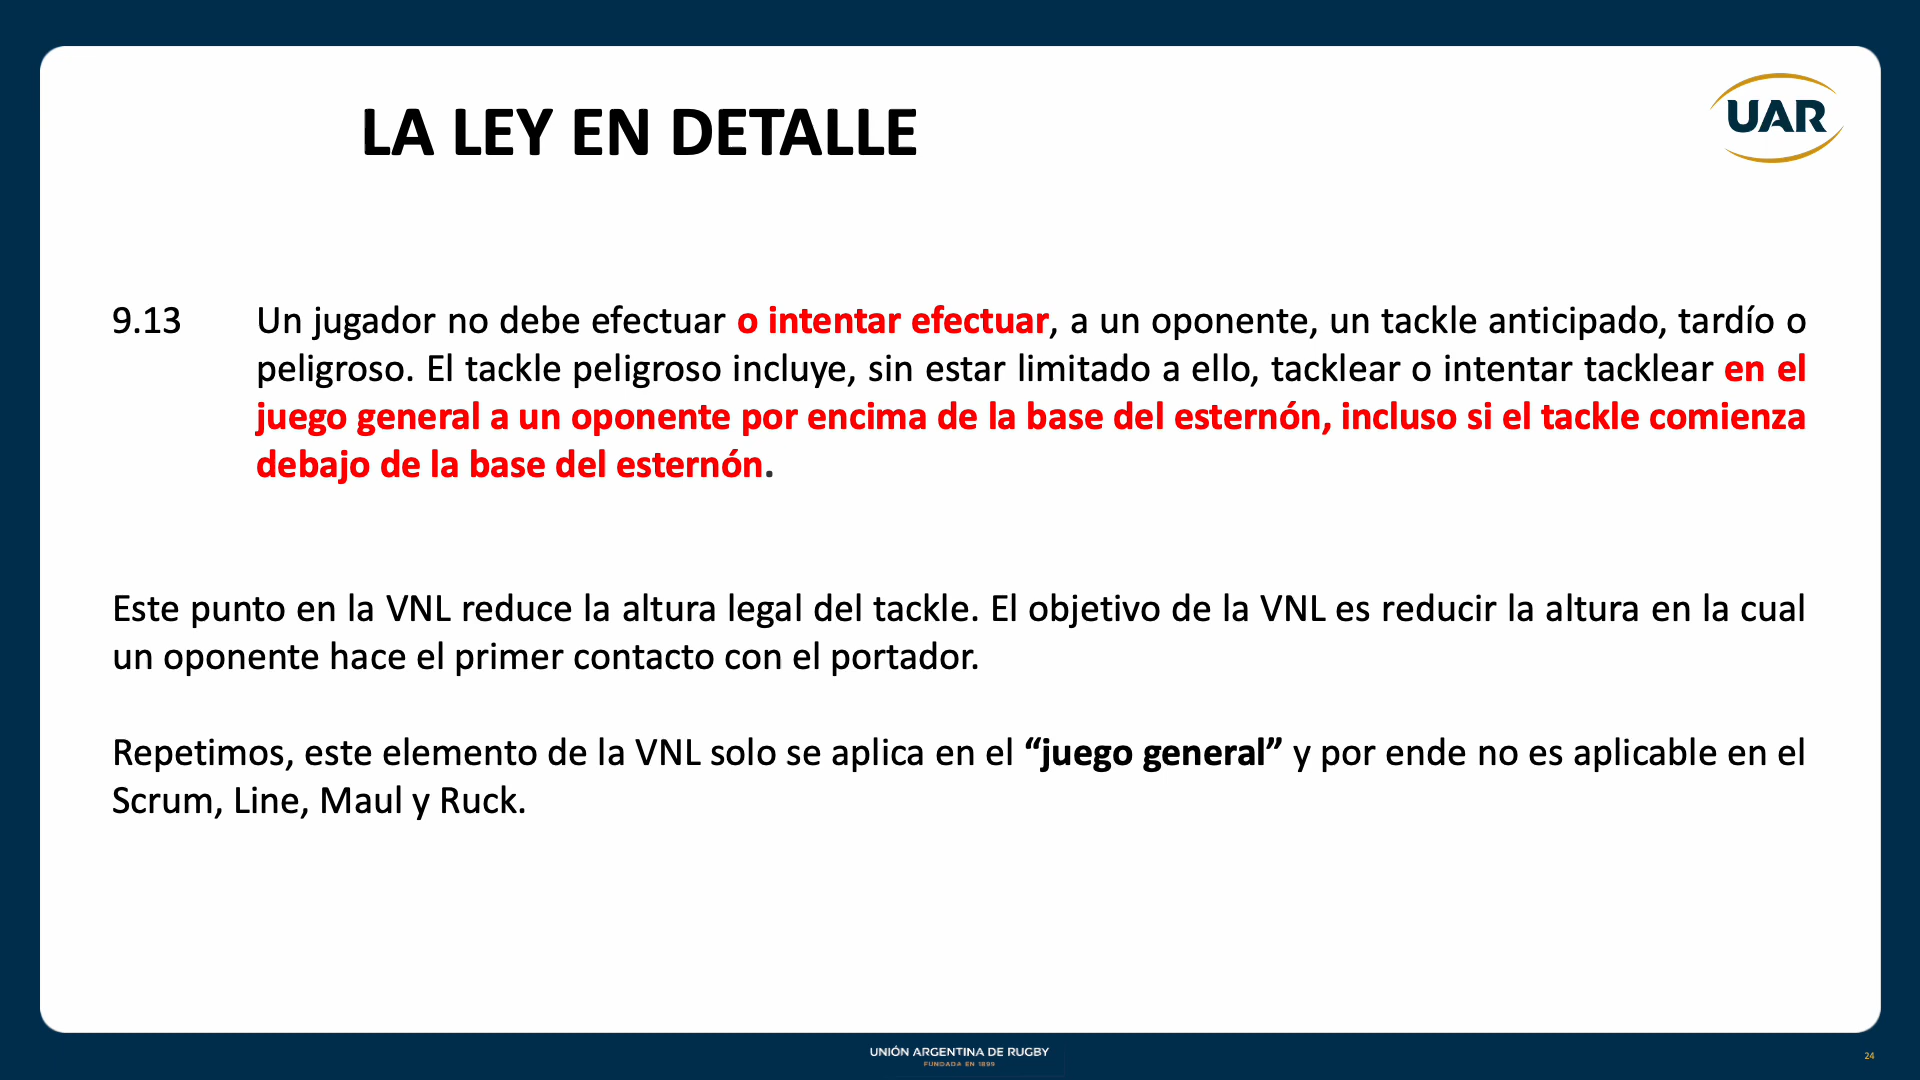 LA LEY EN DETALLE
UAR
9.13 Un jugador no debe efectuar o intentar efectuar, a un oponente, un tackle anticipado, tardío o
peligroso. El tackle peligroso incluye, sin estar limitado a ello, tacklear o intentar tacklear en el
juego general a un oponente por encima de la base del esternón, incluso si el tackle comienza
debajo de la base del esternón.
Este punto en la VNL reduce la altura legal del tackle. El objetivo de la VNL es reducir la altura en la cual
un oponente hace el primer contacto con el portador.
Repetimos, este elemento de la VNL solo se aplica en el “juego general” y por ende no es aplicable en el
Scrum, Line, Maul y Ruck.
UNIÓN ARGENTINA DE RUGBY
FUNDADA EN 1899
24